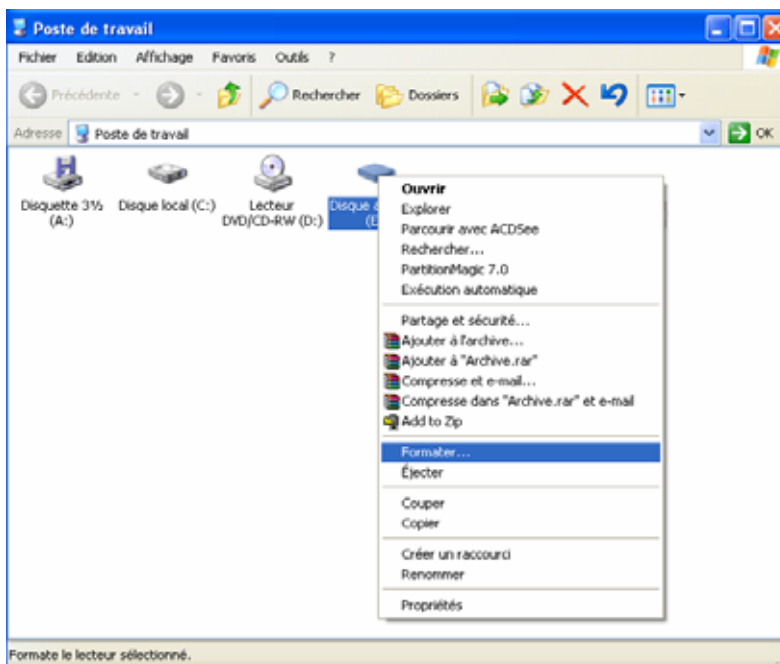 Poste de travail
Fichier Edition Affichage Favoris Outils ?
Précédente Rechercher Dossiers
Adresse Poste de travail OK
Disquette 3½ (A:)
Disque local (C:)
Lecteur DVD/CD-RW (D:)
Disque
Ouvrir
Explorer
Parcourir avec ACDSee
Rechercher...
PartitionMagic 7.0
Exécution automatique
Partage et sécurité...
Ajouter à l'archive...
Ajouter à "Archive.rar"
Compresse et e-mail...
Compresse dans "Archive.rar" et e-mail
Add to Zip
Formater...
Éjecter
Couper
Copier
Créer un raccourci
Renommer
Propriétés
Formate le lecteur sélectionné.